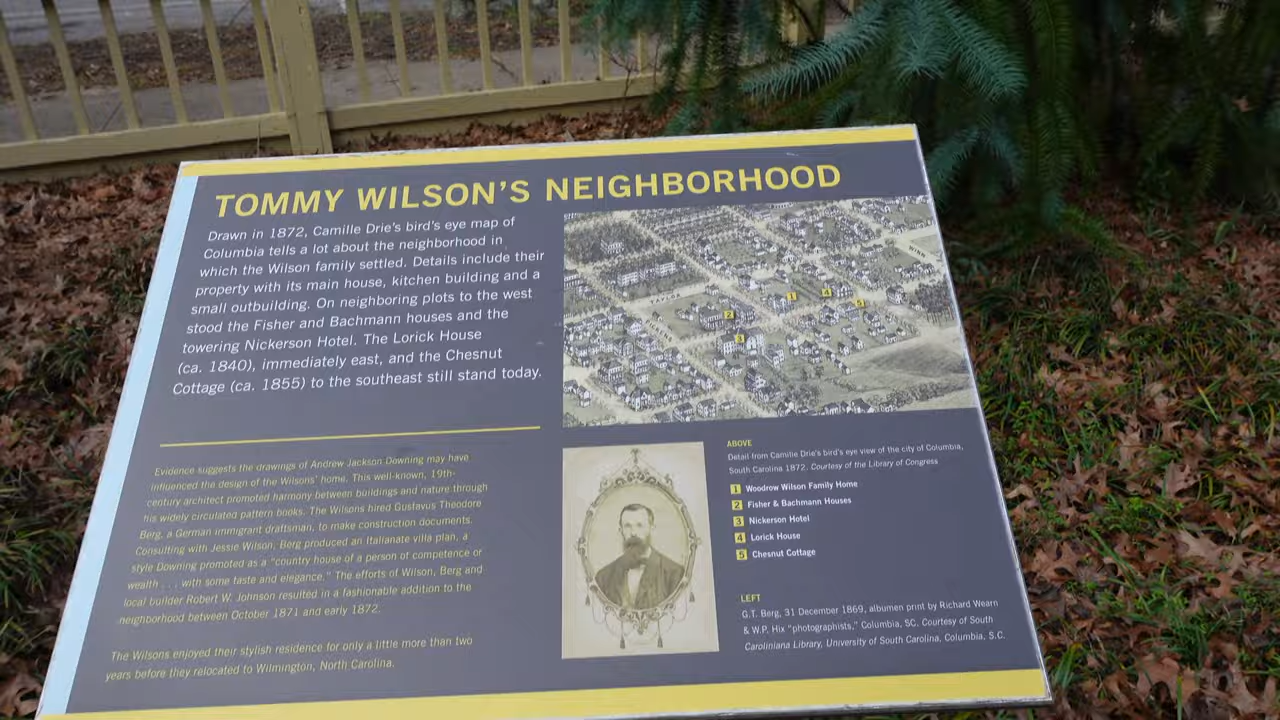 TOMMY WILSON'S NEIGHBORHOOD
Drawn in 1872, Camille Drie's bird's eye map of
Columbia tells a lot about the neighborhood in
which the Wilson family settled. Details include their
property with its main house, kitchen building and a
small outbuilding. On neighboring plots to the west
stood the Fisher and Bachmann houses and the
towering Nickerson Hotel. The Lorick House
(ca. 1840), immediately east, and the Chesnut
Cottage (ca. 1855) to the southeast still stand today.
Evidence suggests the drawings of Andrew Jackson Downing may have
influenced the design of the Wilsons' home. This well-known, 19th-
century architect promoted harmony between buildings and nature through
his widely circulated pattern books. The Wilsons hired Gustavus Theodore
Berg, a German immigrant draftsman, to make construction documents.
Consulting with Jessie Wilson, Berg produced an Italianate villa plan, a
style Downing promoted as a "country house of a person of competence or
wealth . . . with some taste and elegance." The efforts of Wilson, Berg and
local builder Robert W. Johnson resulted in a fashionable addition to the
neighborhood between October 1871 and early 1872.
The Wilsons enjoyed their stylish residence for only a little more than two
years before they relocated to Wilmington, North Carolina.
TAYLOR
1
4
5
2
3
ABOVE
Detail from Camille Drie's bird's eye view of the city of Columbia,
South Carolina 1872. Courtesy of the Library of Congress
1 Woodrow Wilson Family Home
2 Fisher & Bachmann Houses
3 Nickerson Hotel
4 Lorick House
5 Chesnut Cottage
LEFT
G.T. Berg, 31 December 1869, albumen print by Richard Wearn
& W.P. Hix "photographists," Columbia, SC. Courtesy of South
Caroliniana Library, University of South Carolina, Columbia, S.C.